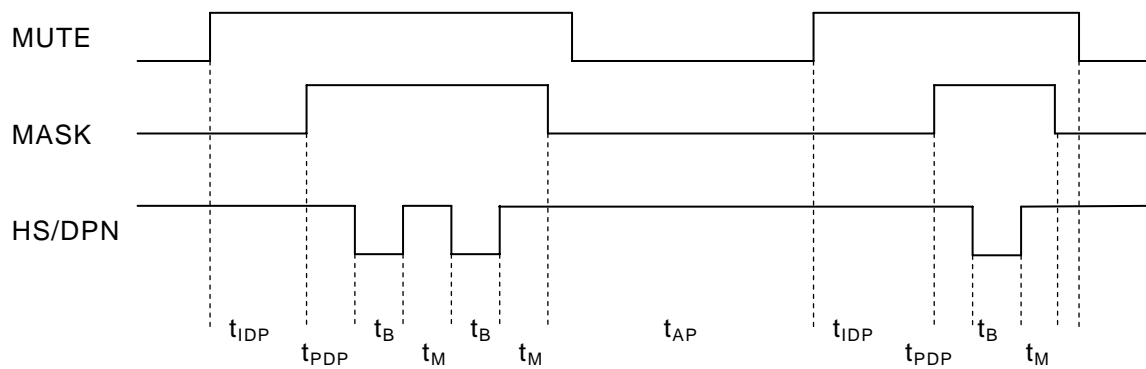 MUTE
MASK
HS/DPN
tIDP tB tB tAP tIDP tB
tPDP tM tM tPDP tM